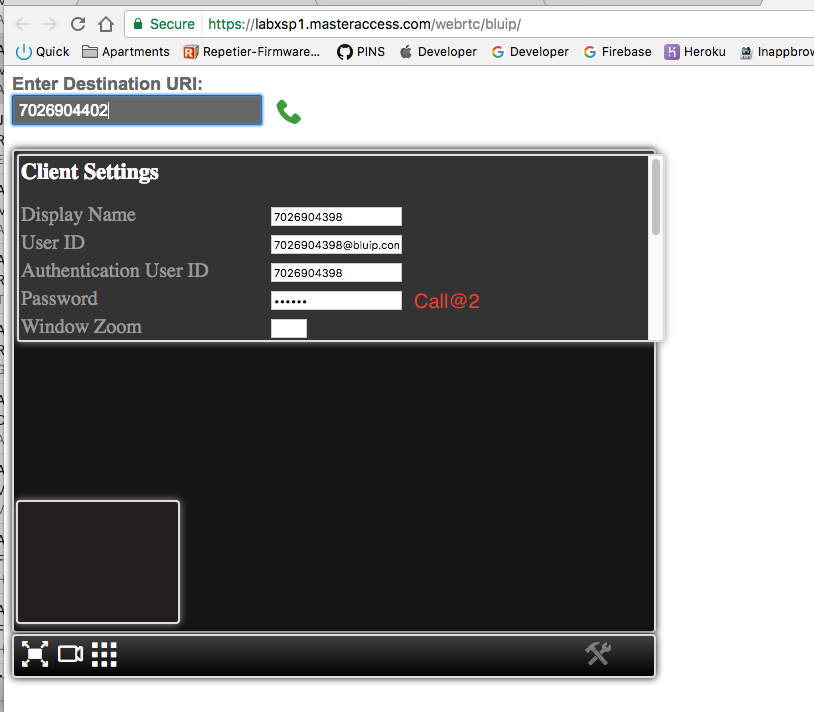 Secure https://labxsp1.masteraccess.com/webrtc/bluip/
Quick Apartments Repetier-Firmware... PINS Developer Developer Firebase Heroku Inappbrow
Enter Destination URI:
7026904402
Client Settings
Display Name 7026904398
User ID 7026904398@bluip.com
Authentication User ID 7026904398
Password •••••• Call@2
Window Zoom